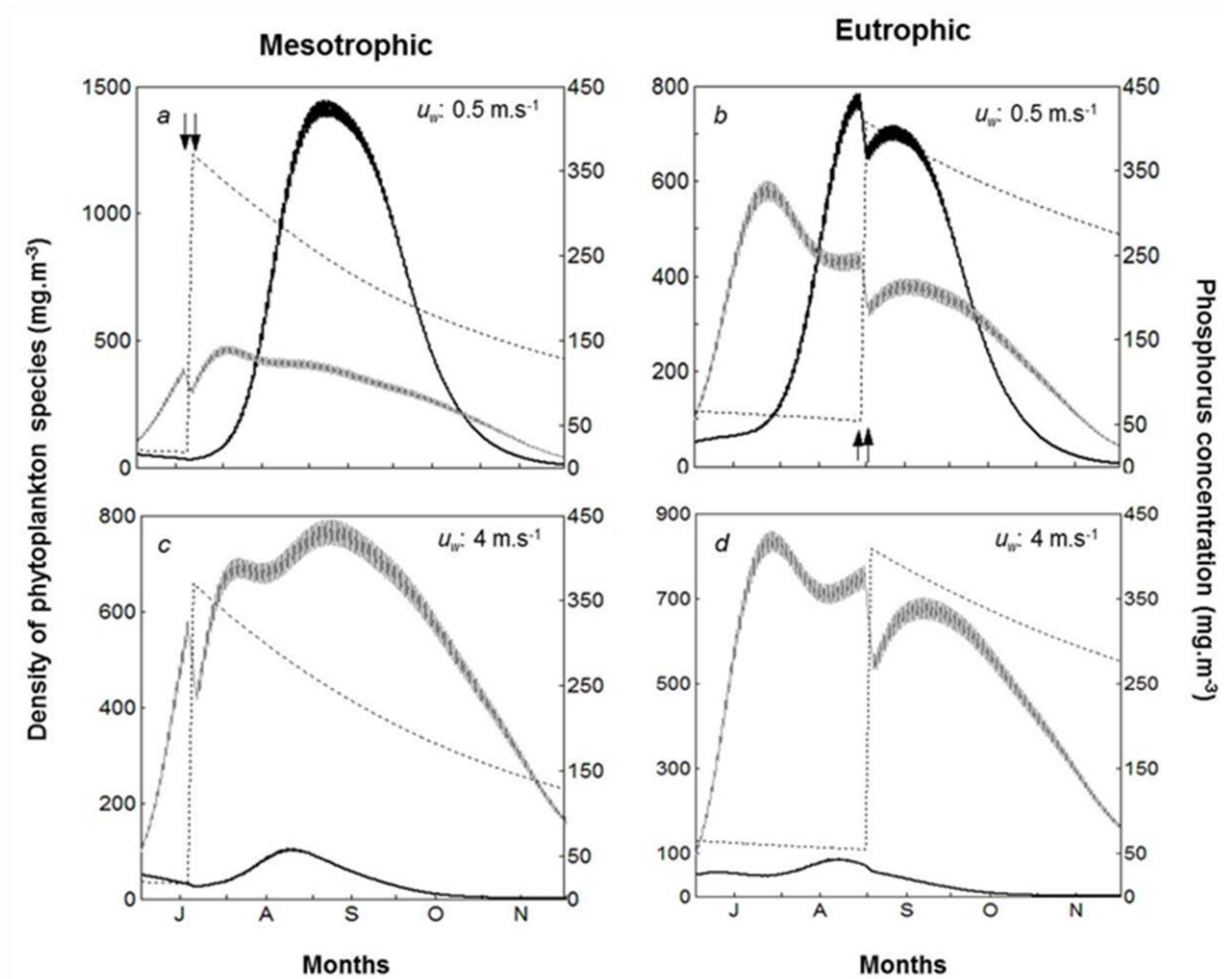 Mesotrophic
Eutrophic
Density of phytoplankton species (mg.m-3)
Phosphorus concentration (mg.m-3)
a
uw: 0.5 m.s-1
1500
1000
500
0
450
350
250
150
50
0
b
uw: 0.5 m.s-1
800
600
400
200
0
450
350
250
150
50
0
c
uw: 4 m.s-1
800
600
400
200
0
450
350
250
150
50
0
J A S O N
Months
d
uw: 4 m.s-1
900
700
500
300
100
0
450
350
250
150
50
0
J A S O N
Months